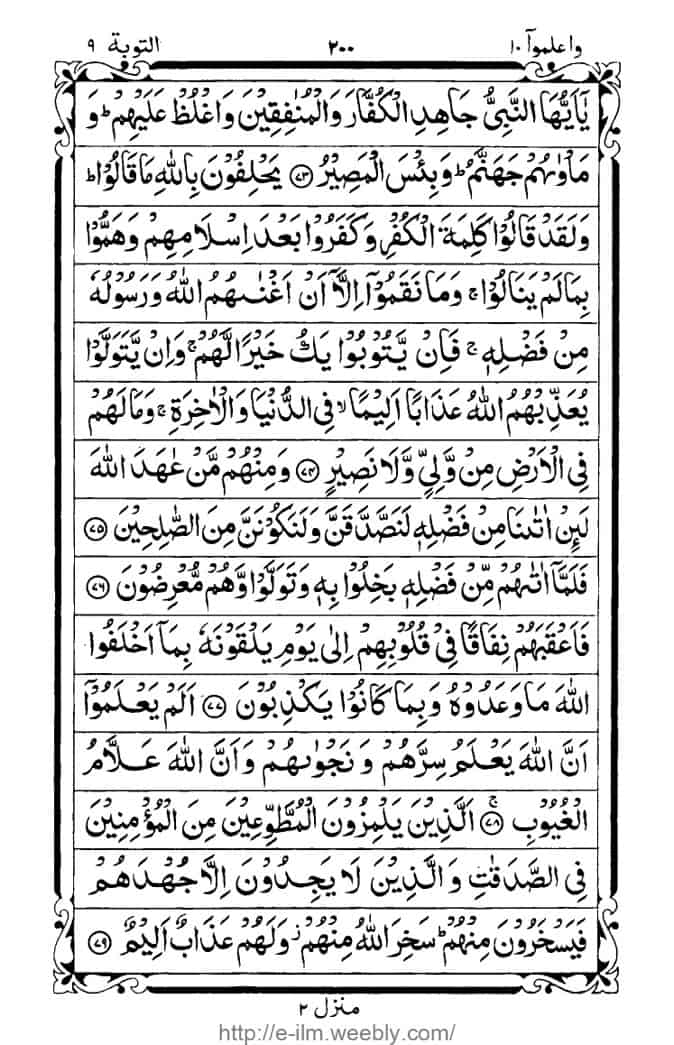 واعلموآ ١٠ ٢٠٠ التوبة ٩
يٰۤاَيُّهَا النَّبِىُّ جَاهِدِ الْكُفَّارَ وَالْمُنٰفِقِيْنَ وَاغْلُظْ عَلَيْهِمْؕ وَ
مَاْوٰىهُمْ جَهَنَّمُؕ وَبِئْسَ الْمَصِيْرُ ﴿٧٣﴾ يَحْلِفُوْنَ بِاللّٰهِ مَا قَالُوْاؕ
وَلَقَدْ قَالُوْا كَلِمَةَ الْكُفْرِ وَكَفَرُوْا بَعْدَ اِسْلَامِهِمْ وَهَمُّوْا
بِمَا لَمْ يَنَالُوْاۚ وَمَا نَقَمُوْۤا اِلَّاۤ اَنْ اَغْنٰىهُمُ اللّٰهُ وَرَسُوْلُهٗ
مِنْ فَضْلِهٖۚ فَاِنْ يَّتُوْبُوْا يَكُ خَيْرًا لَّهُمْۚ وَاِنْ يَّتَوَلَّوْا
يُعَذِّبْهُمُ اللّٰهُ عَذَابًا اَلِيْمًاۙ فِى الدُّنْيَا وَالْاٰخِرَةِۚ وَمَا لَهُمْ
فِى الْاَرْضِ مِنْ وَّلِىٍّ وَّلَا نَصِيْرٍ ﴿٧٤﴾ وَمِنْهُمْ مَّنْ عٰهَدَ اللّٰهَ
لَئِنْ اٰتٰىنَا مِنْ فَضْلِهٖ لَنَصَّدَّقَنَّ وَلَنَكُوْنَنَّ مِنَ الصّٰلِحِيْنَ ﴿٧٥﴾
فَلَمَّاۤ اٰتٰىهُمْ مِّنْ فَضْلِهٖ بَخِلُوْا بِهٖ وَتَوَلَّوْا وَّهُمْ مُّعْرِضُوْنَ ﴿٧٦﴾
فَاَعْقَبَهُمْ نِفَاقًا فِىْ قُلُوْبِهِمْ اِلٰى يَوْمِ يَلْقَوْنَهٗ بِمَاۤ اَخْلَفُوا
اللّٰهَ مَا وَعَدُوْهُ وَبِمَا كَانُوْا يَكْذِبُوْنَ ﴿٧٧﴾ اَلَمْ يَعْلَمُوْۤا
اَنَّ اللّٰهَ يَعْلَمُ سِرَّهُمْ وَنَجْوٰىهُمْ وَاَنَّ اللّٰهَ عَلَّامُ
الْغُيُوْبِۚ ﴿٧٨﴾ اَلَّذِيْنَ يَلْمِزُوْنَ الْمُطَّوِّعِيْنَ مِنَ الْمُؤْمِنِيْنَ
فِى الصَّدَقٰتِ وَالَّذِيْنَ لَا يَجِدُوْنَ اِلَّا جُهْدَهُمْ
فَيَسْخَرُوْنَ مِنْهُمْؕ سَخِرَ اللّٰهُ مِنْهُمْز وَلَهُمْ عَذَابٌ اَلِيْمٌ ﴿٧٩﴾
منزل ٢
http://e-ilm.weebly.com/